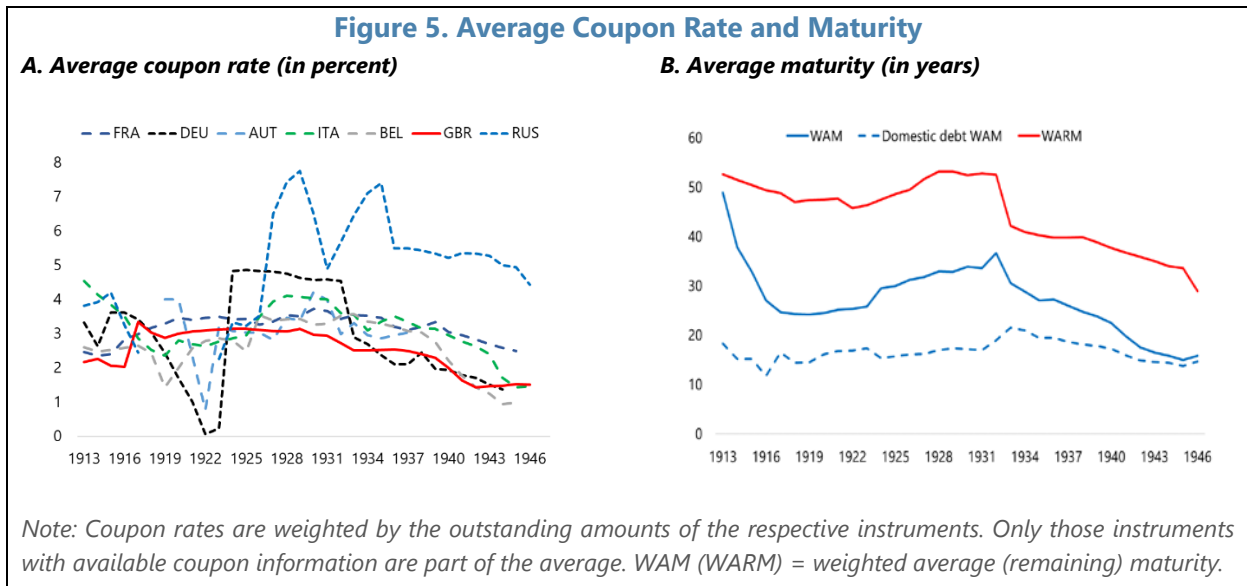 Figure 5. Average Coupon Rate and Maturity
A. Average coupon rate (in percent)
FRA DEU AUT ITA BEL GBR RUS
8
7
6
5
4
3
2
1
0
1913 1916 1919 1922 1925 1928 1931 1934 1937 1940 1943 1946
B. Average maturity (in years)
WAM Domestic debt WAM WARM
60
50
40
30
20
10
0
1913 1916 1919 1922 1925 1928 1931 1934 1937 1940 1943 1946
Note: Coupon rates are weighted by the outstanding amounts of the respective instruments. Only those instruments
with available coupon information are part of the average. WAM (WARM) = weighted average (remaining) maturity.